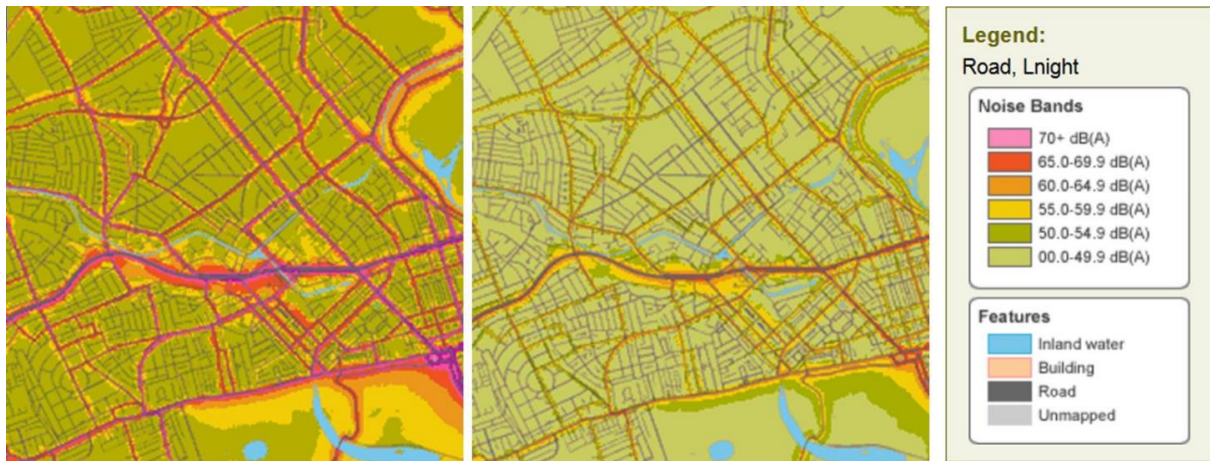 Legend:
Road, Lnight
Noise Bands
70+ dB(A)
65.0-69.9 dB(A)
60.0-64.9 dB(A)
55.0-59.9 dB(A)
50.0-54.9 dB(A)
00.0-49.9 dB(A)
Features
Inland water
Building
Road
Unmapped